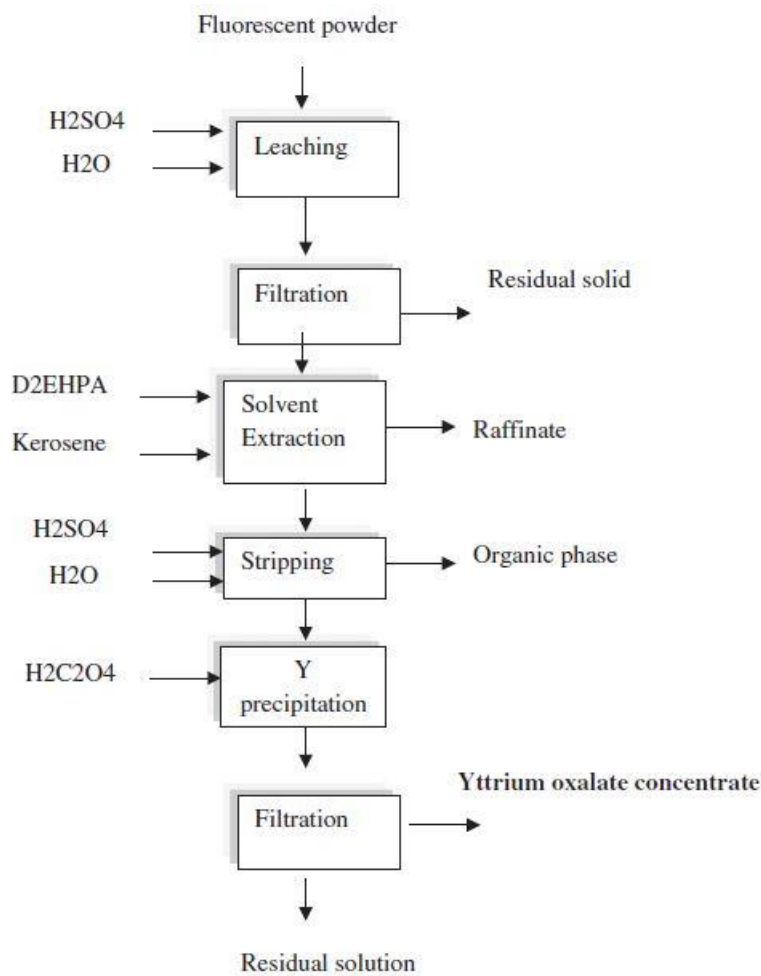 Fluorescent powder
H2SO4
Leaching
H2O
Filtration
Residual solid
D2EHPA
Solvent
Extraction
Raffinate
Kerosene
H2SO4
Stripping
Organic phase
H2O
Y
precipitation
H2C2O4
Yttrium oxalate concentrate
Filtration
Residual solution